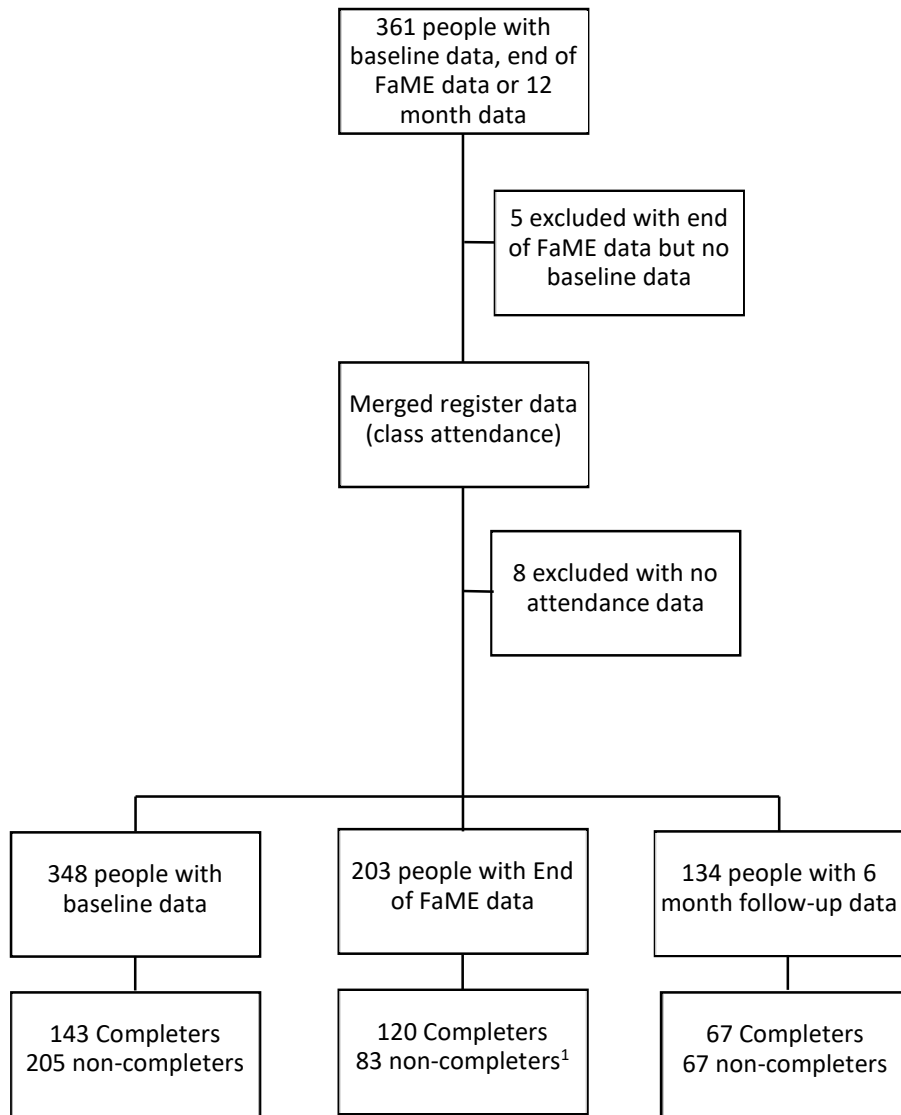 361 people with
baseline data, end of
FaME data or 12
month data
5 excluded with end
of FaME data but no
baseline data
Merged register data
(class attendance)
8 excluded with no
attendance data
348 people with
baseline data
203 people with End
of FaME data
134 people with 6
month follow-up data
143 Completers
205 non-completers
120 Completers
83 non-completers¹
67 Completers
67 non-completers